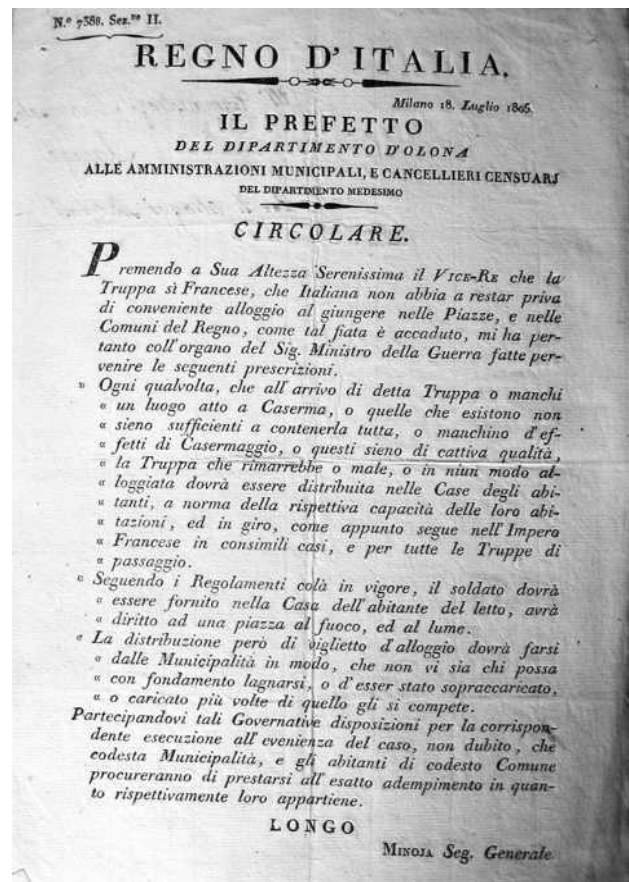 N.º 7388. Sez.ne II.
REGNO D'ITALIA.
Milano 18. Luglio 1805.
IL PREFETTO
DEL DIPARTIMENTO D'OLONA
ALLE AMMINISTRAZIONI MUNICIPALI, E CANCELLIERI CENSUARJ
DEL DIPARTIMENTO MEDESIMO
CIRCOLARE.
Premendo a Sua Altezza Serenissima il VICE-RE che la
Truppa sì Francese, che Italiana non abbia a restar priva
di conveniente alloggio al giungere nelle Piazze, e nelle
Comuni del Regno, come tal fiata è accaduto, mi ha per-
tanto coll'organo del Sig. Ministro della Guerra fatte per-
venire le seguenti prescrizioni.
» Ogni qualvolta, che all'arrivo di detta Truppa o manchi
« un luogo atto a Caserma, o quelle che esistono non
« sieno sufficienti a contenerla tutta, o manchino d'ef-
« fetti di Casermaggio, o questi sieno di cattiva qualità,
« la Truppa che rimarrebbe o male, o in niun modo al-
« loggiata dovrà essere distribuita nelle Case degli abi-
« tanti, a norma della rispettiva capacità delle loro abi-
« tazioni, ed in giro, come appunto segue nell'Impero
« Francese in consimili casi, e per tutte le Truppe di
« passaggio.
« Seguendo i Regolamenti colà in vigore, il soldato dovrà
« essere fornito nella Casa dell'abitante del letto, avrà
« diritto ad una piazza al fuoco, ed al lume.
« La distribuzione però di viglietto d'alloggio dovrà farsi
« dalle Municipalità in modo, che non vi sia chi possa
« con fondamento lagnarsi, o d'esser stato sopraccaricato,
« o caricato più volte di quello gli si compete.
Partecipandovi tali Governative disposizioni per la corrispon-
dente esecuzione all'evenienza del caso, non dubito, che
codesta Municipalità, e gli abitanti di codesto Comune
procureranno di prestarsi all'esatto adempimento in quan-
to rispettivamente loro appartiene.
LONGO
MINOJA Seg. Generale